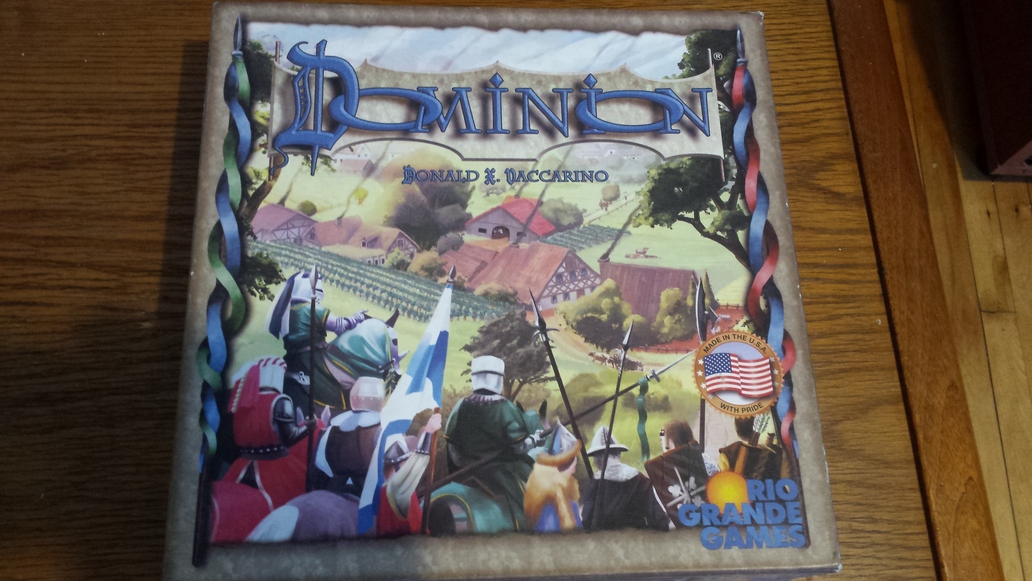 DOMINION
®
DONALD X. VACCARINO
MADE IN THE U.S.A.
WITH PRIDE
RIO
GRANDE
GAMES